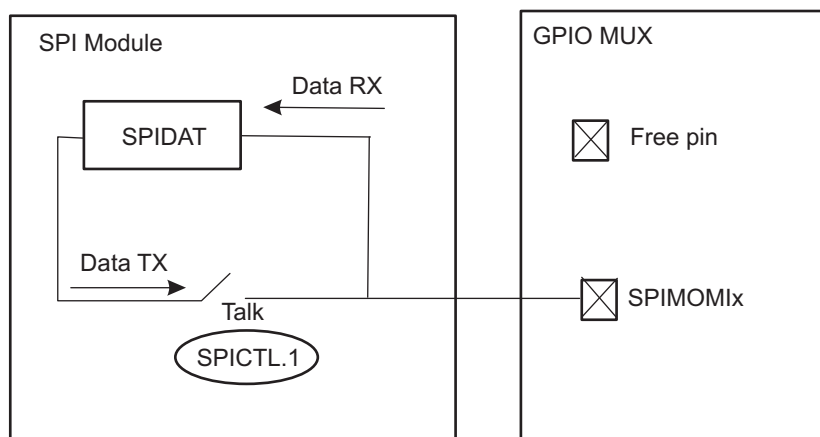 SPI Module
GPIO MUX
Data RX
SPIDAT
Free pin
Data TX
Talk
SPIMOMIx
SPICTL.1